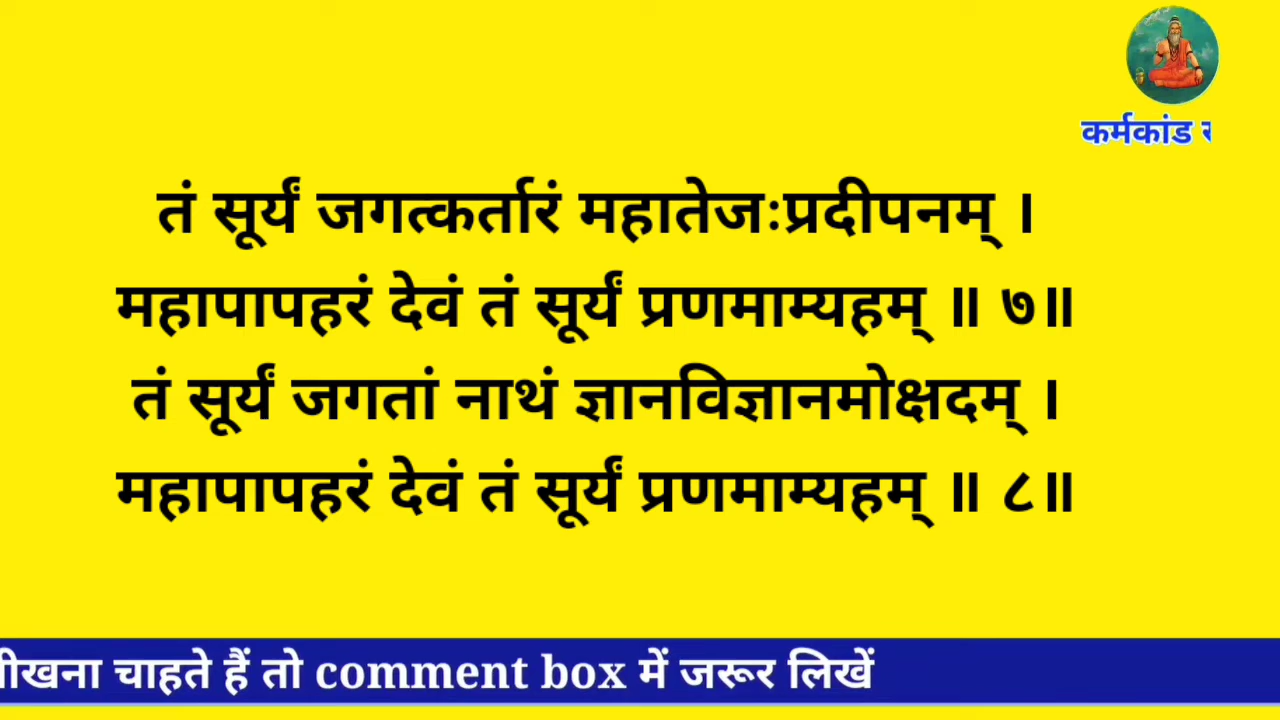 कर्मकांड
तं सूर्यं जगत्कर्तारं महातेजःप्रदीपनम् ।
महापापहरं देवं तं सूर्यं प्रणमाम्यहम् ॥ ७॥
तं सूर्यं जगतां नाथं ज्ञानविज्ञानमोक्षदम् ।
महापापहरं देवं तं सूर्यं प्रणमाम्यहम् ॥ ८॥
चाहते हैं तो comment box में जरूर लिखें